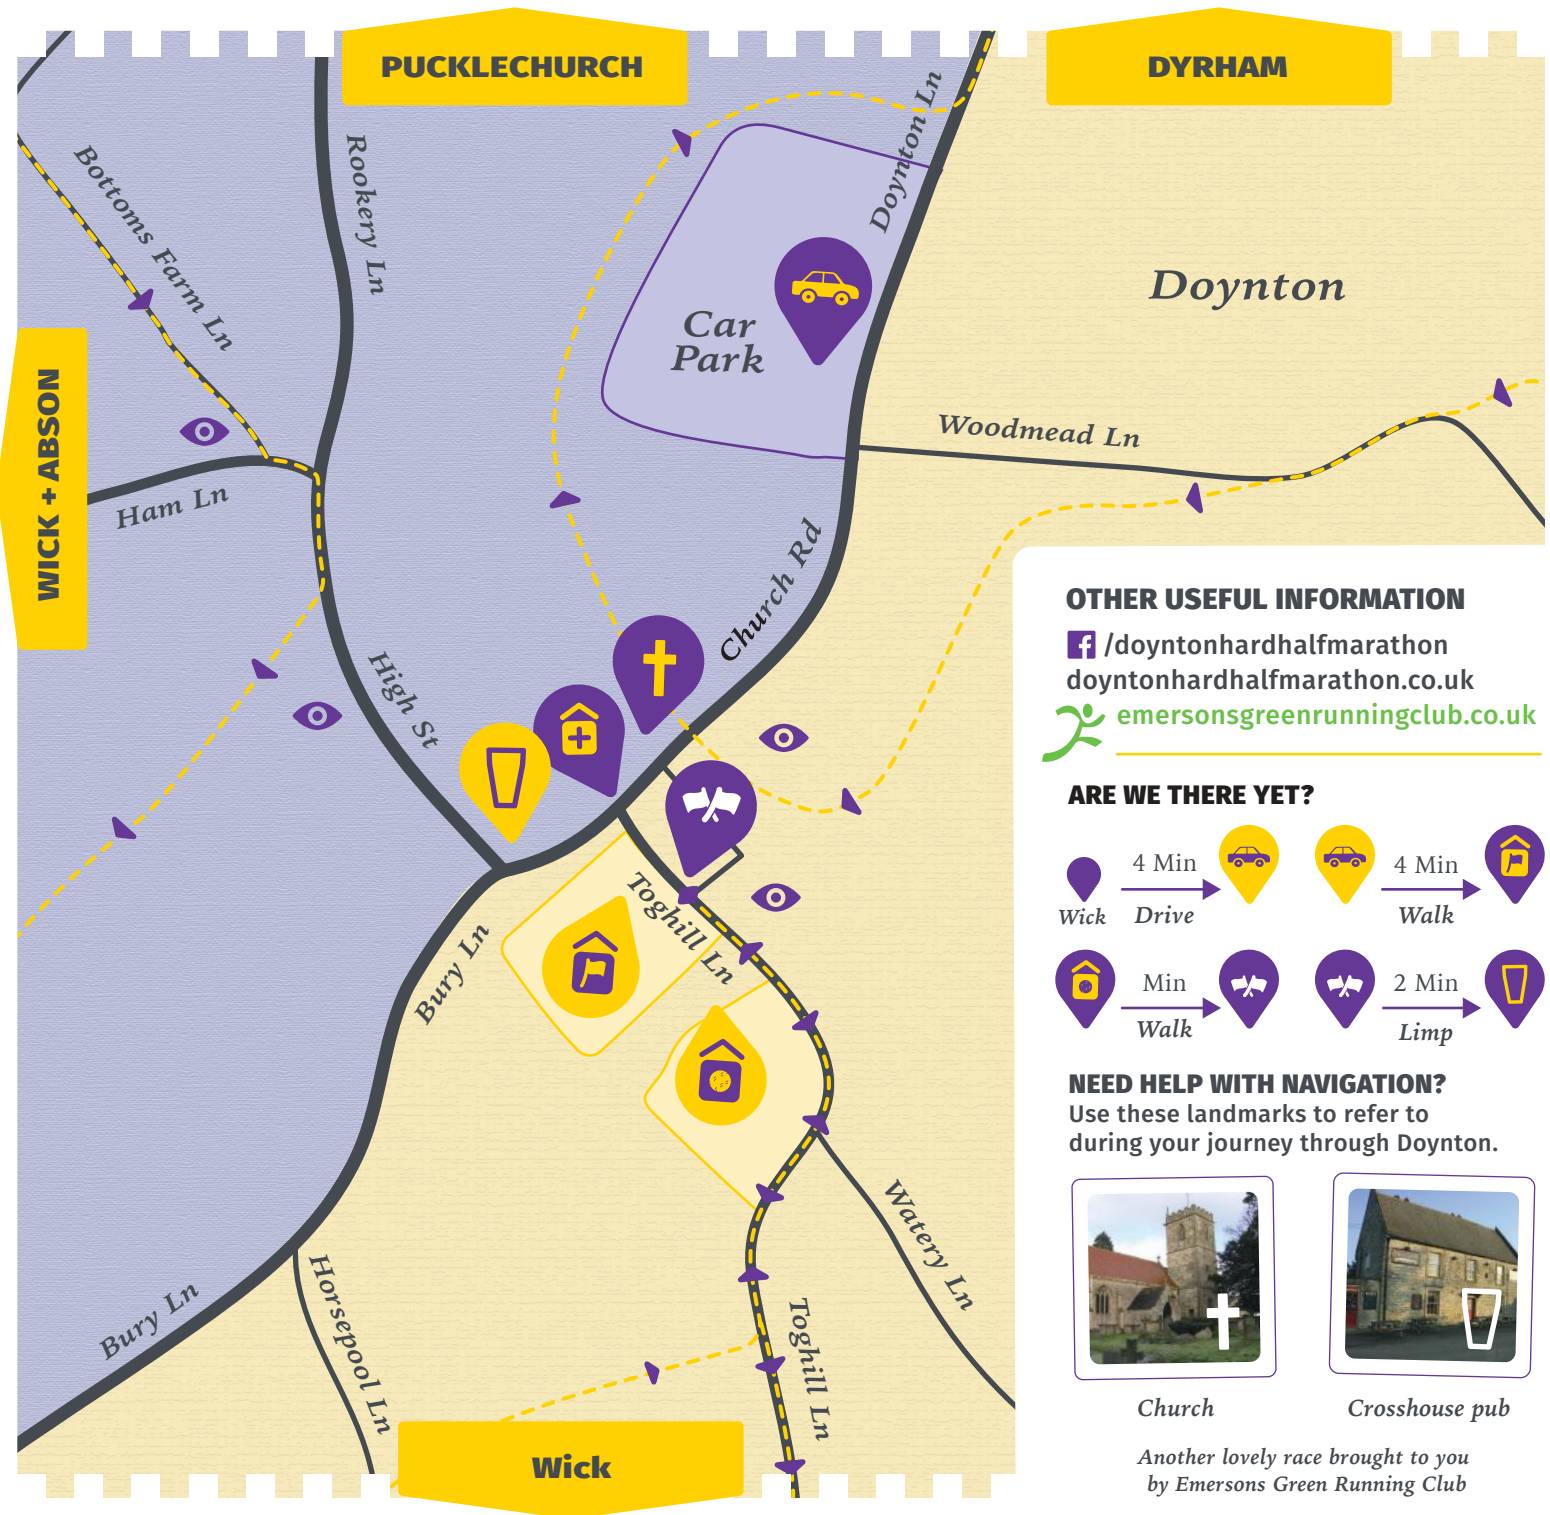 PUCKLECHURCH
DYRHAM
WICK + ABSON
Bottoms Farm Ln
Rookery Ln
Doynton Ln
Car
Park
Doynton
Woodmead Ln
Ham Ln
Church Rd
High St
Toghill Ln
Bury Ln
Watery Ln
Bury Ln
Horsepool Ln
Toghill Ln
Wick
OTHER USEFUL INFORMATION
/doyntonhardhalfmarathon
doyntonhardhalfmarathon.co.uk
emersonsgreenrunningclub.co.uk
ARE WE THERE YET?
Wick
4 Min
Drive
4 Min
Walk
Min
Walk
2 Min
Limp
NEED HELP WITH NAVIGATION?
Use these landmarks to refer to
during your journey through Doynton.
Church
Crosshouse pub
Another lovely race brought to you
by Emersons Green Running Club